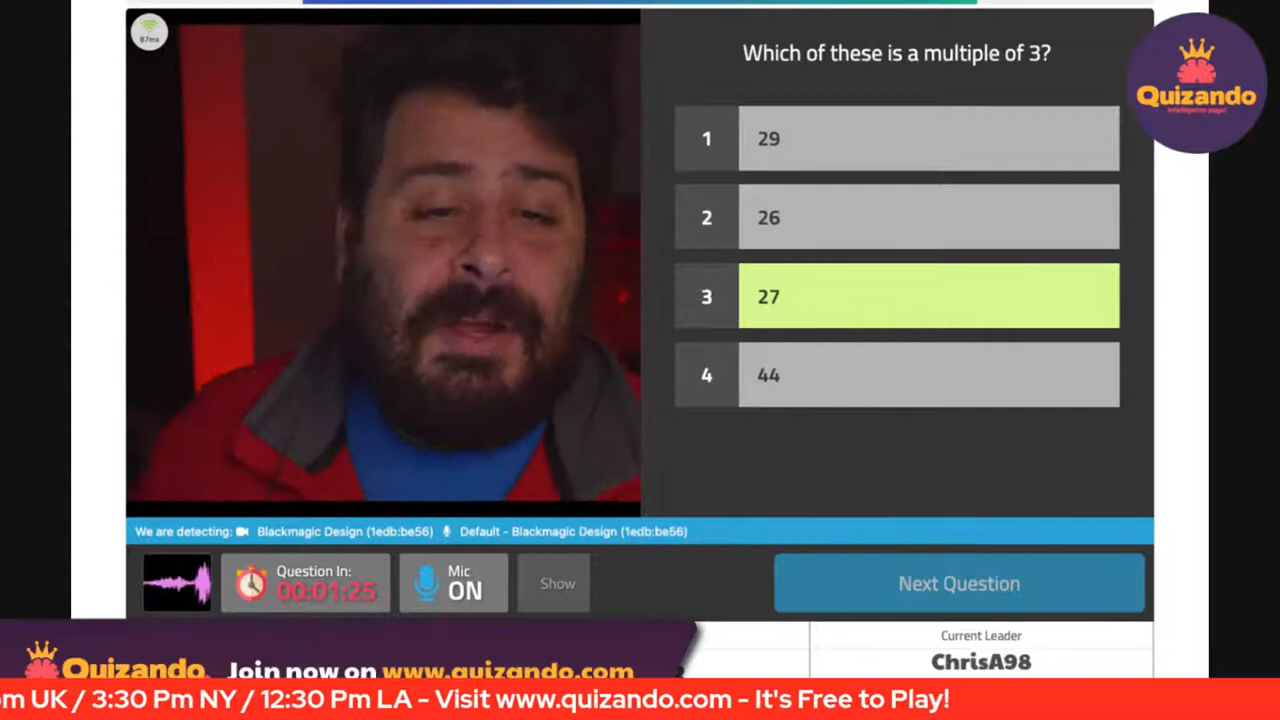 87ms
Which of these is a multiple of 3?
Quizando
intelligence pays!
1 29
2 26
3 27
4 44
We are detecting: Blackmagic Design (1edb:be56) Default - Blackmagic Design (1edb:be56)
Question In:
00:01:25
Mic
ON
Show
Next Question
Current Leader
ChrisA98
Quizando Join now on www.quizando.com
m UK / 3:30 Pm NY / 12:30 Pm LA - Visit www.quizando.com - It's Free to Play!